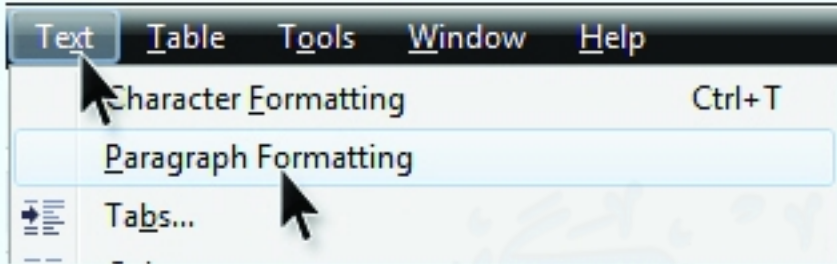 Text Table Tools Window Help
Character Formatting Ctrl+T
Paragraph Formatting
Tabs...